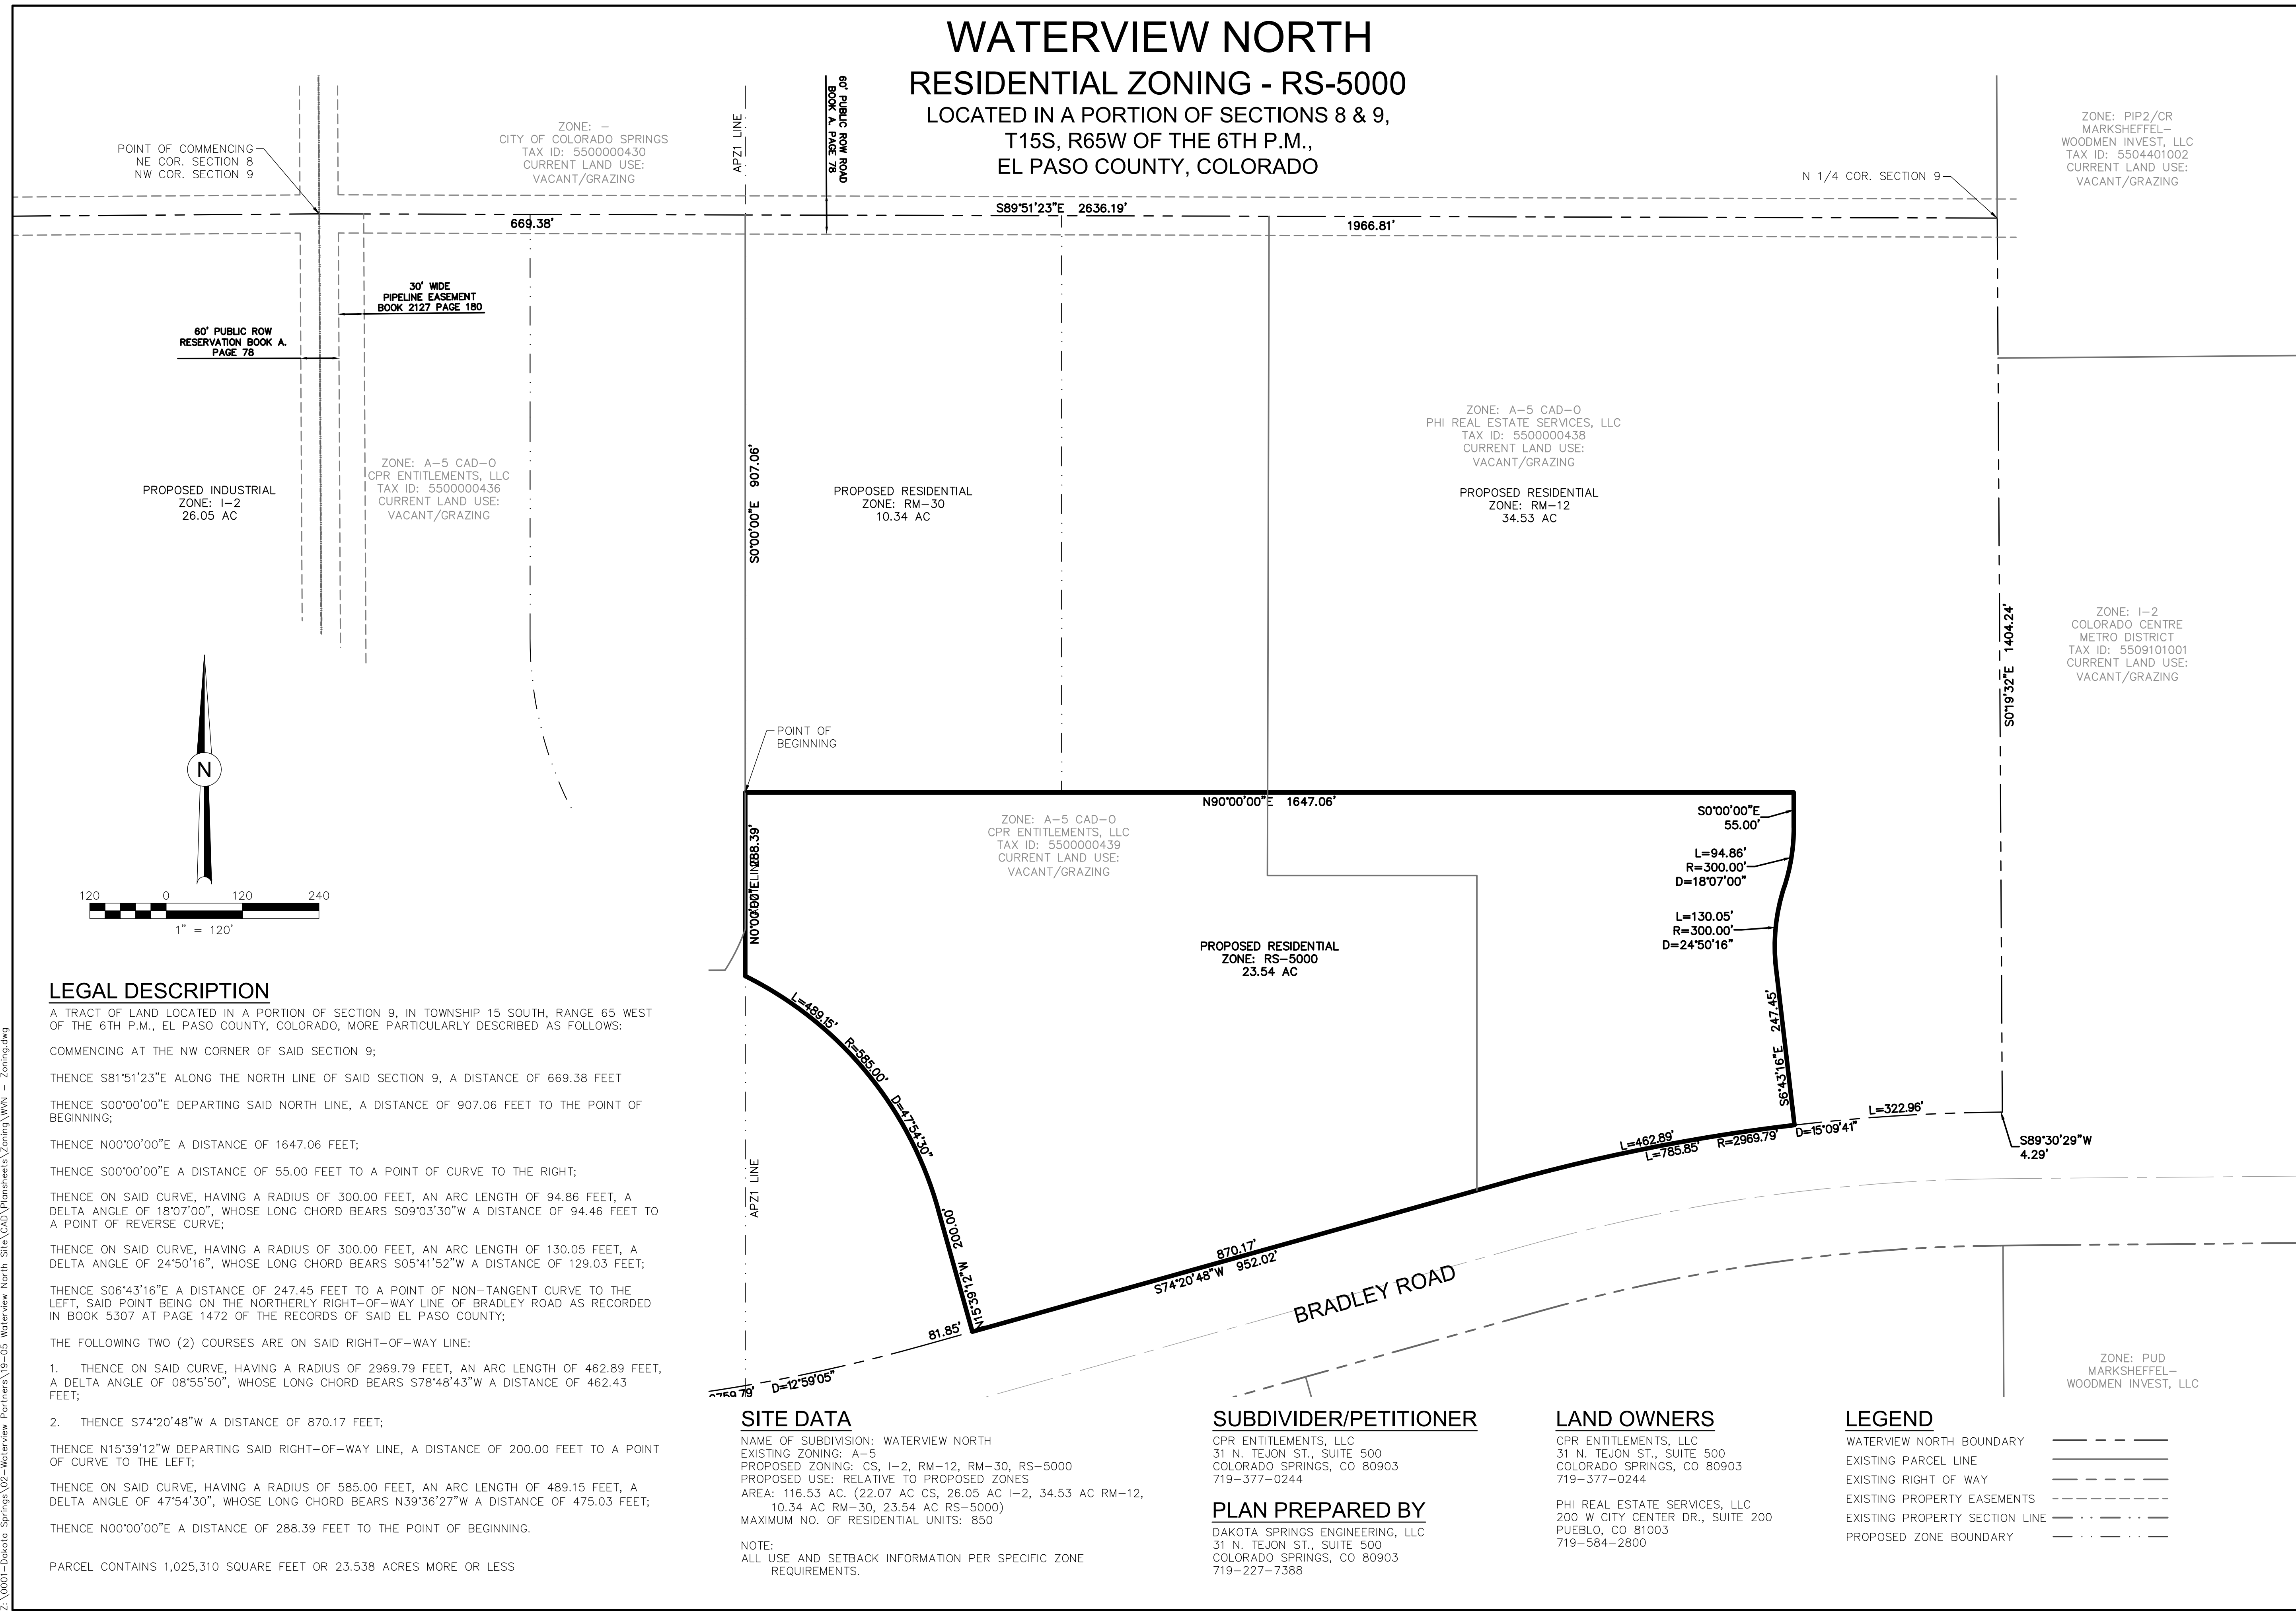 WATERVIEW NORTH
RESIDENTIAL ZONING - RS-5000
LOCATED IN A PORTION OF SECTIONS 8 & 9,
T15S, R65W OF THE 6TH P.M.,
EL PASO COUNTY, COLORADO
POINT OF COMMENCING
NE COR. SECTION 8
NW COR. SECTION 9
ZONE: –
CITY OF COLORADO SPRINGS
TAX ID: 5500000430
CURRENT LAND USE:
VACANT/GRAZING
APZ1 LINE
60' PUBLIC ROW ROAD
BOOK A. PAGE 78
N 1/4 COR. SECTION 9
ZONE: PIP2/CR
MARKSHEFFEL–
WOODMEN INVEST, LLC
TAX ID: 5504401002
CURRENT LAND USE:
VACANT/GRAZING
S89°51'23"E 2636.19'
669.38'
1966.81'
30' WIDE
PIPELINE EASEMENT
BOOK 2127 PAGE 180
60' PUBLIC ROW
RESERVATION BOOK A.
PAGE 78
PROPOSED INDUSTRIAL
ZONE: I–2
26.05 AC
ZONE: A–5 CAD–O
CPR ENTITLEMENTS, LLC
TAX ID: 5500000436
CURRENT LAND USE:
VACANT/GRAZING
S0°00'00"E 907.06'
PROPOSED RESIDENTIAL
ZONE: RM–30
10.34 AC
ZONE: A–5 CAD–O
PHI REAL ESTATE SERVICES, LLC
TAX ID: 5500000438
CURRENT LAND USE:
VACANT/GRAZING
PROPOSED RESIDENTIAL
ZONE: RM–12
34.53 AC
S0°19'32"E 1404.24'
ZONE: I–2
COLORADO CENTRE
METRO DISTRICT
TAX ID: 5509101001
CURRENT LAND USE:
VACANT/GRAZING
N
120 0 120 240
1" = 120'
POINT OF
BEGINNING
N90°00'00"E 1647.06'
N0°00'00"E 288.39'
ZONE: A–5 CAD–O
CPR ENTITLEMENTS, LLC
TAX ID: 5500000439
CURRENT LAND USE:
VACANT/GRAZING
S0°00'00"E
55.00'
L=94.86'
R=300.00'
D=18°07'00"
L=130.05'
R=300.00'
D=24°50'16"
PROPOSED RESIDENTIAL
ZONE: RS–5000
23.54 AC
S6°43'16"E 247.45'
L=489.15' R=585.00' D=47°54'30"
APZ1 LINE
N15°39'12"W 200.00'
870.17'
S74°20'48"W 952.02'
L=462.89'
L=785.85' R=2969.79' D=15°09'41"
L=322.96'
S89°30'29"W
4.29'
81.85'
D=12°59'05"
BRADLEY ROAD
ZONE: PUD
MARKSHEFFEL–
WOODMEN INVEST, LLC
LEGAL DESCRIPTION
A TRACT OF LAND LOCATED IN A PORTION OF SECTION 9, IN TOWNSHIP 15 SOUTH, RANGE 65 WEST
OF THE 6TH P.M., EL PASO COUNTY, COLORADO, MORE PARTICULARLY DESCRIBED AS FOLLOWS:
COMMENCING AT THE NW CORNER OF SAID SECTION 9;
THENCE S81°51'23"E ALONG THE NORTH LINE OF SAID SECTION 9, A DISTANCE OF 669.38 FEET
THENCE S00°00'00"E DEPARTING SAID NORTH LINE, A DISTANCE OF 907.06 FEET TO THE POINT OF
BEGINNING;
THENCE N00°00'00"E A DISTANCE OF 1647.06 FEET;
THENCE S00°00'00"E A DISTANCE OF 55.00 FEET TO A POINT OF CURVE TO THE RIGHT;
THENCE ON SAID CURVE, HAVING A RADIUS OF 300.00 FEET, AN ARC LENGTH OF 94.86 FEET, A
DELTA ANGLE OF 18°07'00", WHOSE LONG CHORD BEARS S09°03'30"W A DISTANCE OF 94.46 FEET TO
A POINT OF REVERSE CURVE;
THENCE ON SAID CURVE, HAVING A RADIUS OF 300.00 FEET, AN ARC LENGTH OF 130.05 FEET, A
DELTA ANGLE OF 24°50'16", WHOSE LONG CHORD BEARS S05°41'52"W A DISTANCE OF 129.03 FEET;
THENCE S06°43'16"E A DISTANCE OF 247.45 FEET TO A POINT OF NON–TANGENT CURVE TO THE
LEFT, SAID POINT BEING ON THE NORTHERLY RIGHT–OF–WAY LINE OF BRADLEY ROAD AS RECORDED
IN BOOK 5307 AT PAGE 1472 OF THE RECORDS OF SAID EL PASO COUNTY;
THE FOLLOWING TWO (2) COURSES ARE ON SAID RIGHT–OF–WAY LINE:
1. THENCE ON SAID CURVE, HAVING A RADIUS OF 2969.79 FEET, AN ARC LENGTH OF 462.89 FEET,
A DELTA ANGLE OF 08°55'50", WHOSE LONG CHORD BEARS S78°48'43"W A DISTANCE OF 462.43
FEET;
2. THENCE S74°20'48"W A DISTANCE OF 870.17 FEET;
THENCE N15°39'12"W DEPARTING SAID RIGHT–OF–WAY LINE, A DISTANCE OF 200.00 FEET TO A POINT
OF CURVE TO THE LEFT;
THENCE ON SAID CURVE, HAVING A RADIUS OF 585.00 FEET, AN ARC LENGTH OF 489.15 FEET, A
DELTA ANGLE OF 47°54'30", WHOSE LONG CHORD BEARS N39°36'27"W A DISTANCE OF 475.03 FEET;
THENCE N00°00'00"E A DISTANCE OF 288.39 FEET TO THE POINT OF BEGINNING.
PARCEL CONTAINS 1,025,310 SQUARE FEET OR 23.538 ACRES MORE OR LESS
SITE DATA
NAME OF SUBDIVISION: WATERVIEW NORTH
EXISTING ZONING: A–5
PROPOSED ZONING: CS, I–2, RM–12, RM–30, RS–5000
PROPOSED USE: RELATIVE TO PROPOSED ZONES
AREA: 116.53 AC. (22.07 AC CS, 26.05 AC I–2, 34.53 AC RM–12,
10.34 AC RM–30, 23.54 AC RS–5000)
MAXIMUM NO. OF RESIDENTIAL UNITS: 850
NOTE:
ALL USE AND SETBACK INFORMATION PER SPECIFIC ZONE
REQUIREMENTS.
SUBDIVIDER/PETITIONER
CPR ENTITLEMENTS, LLC
31 N. TEJON ST., SUITE 500
COLORADO SPRINGS, CO 80903
719–377–0244
PLAN PREPARED BY
DAKOTA SPRINGS ENGINEERING, LLC
31 N. TEJON ST., SUITE 500
COLORADO SPRINGS, CO 80903
719–227–7388
LAND OWNERS
CPR ENTITLEMENTS, LLC
31 N. TEJON ST., SUITE 500
COLORADO SPRINGS, CO 80903
719–377–0244
PHI REAL ESTATE SERVICES, LLC
200 W CITY CENTER DR., SUITE 200
PUEBLO, CO 81003
719–584–2800
LEGEND
WATERVIEW NORTH BOUNDARY
EXISTING PARCEL LINE
EXISTING RIGHT OF WAY
EXISTING PROPERTY EASEMENTS
EXISTING PROPERTY SECTION LINE
PROPOSED ZONE BOUNDARY
Z:\0001–Dakota Springs\02–Waterview Partners\19–05 Waterview North Site\CAD\Plansheets\Zoning\WVN – Zoning.dwg